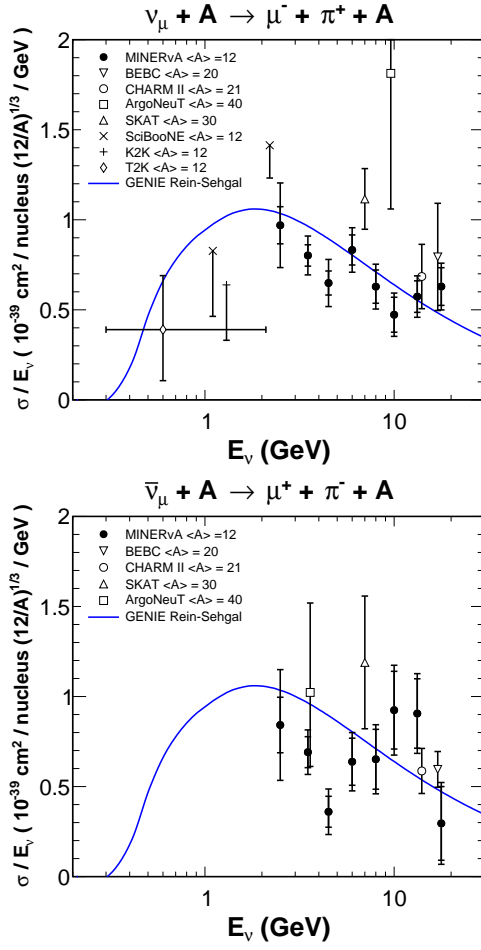 ν_μ + A → μ⁻ + π⁺ + A
σ / E_ν ( 10⁻³⁹ cm² / nucleus (12/A)^{1/3} / GeV)
2
1.5
1
0.5
0
MINERvA <A> =12
BEBC <A> = 20
CHARM II <A> = 21
ArgoNeuT <A> = 40
SKAT <A> = 30
SciBooNE <A> = 12
K2K <A> = 12
T2K <A> = 12
GENIE Rein-Sehgal
1 10
E_ν (GeV)
ν̄_μ + A → μ⁺ + π⁻ + A
σ / E_ν ( 10⁻³⁹ cm² / nucleus (12/A)^{1/3} / GeV)
2
1.5
1
0.5
0
MINERvA <A> =12
BEBC <A> = 20
CHARM II <A> = 21
SKAT <A> = 30
ArgoNeuT <A> = 40
GENIE Rein-Sehgal
1 10
E_ν (GeV)